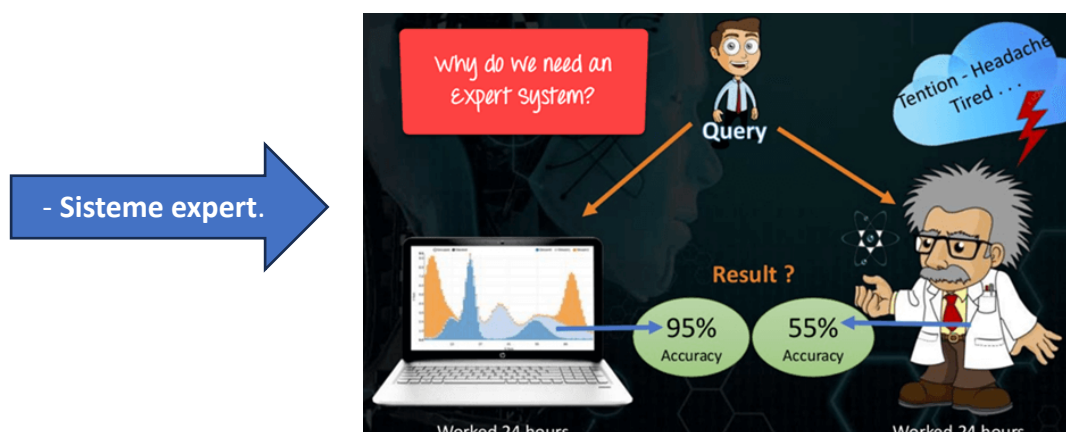 - Sisteme expert.
Why do we need an
Expert System?
Query
Tention - Headache
Tired . . .
Result ?
95%
Accuracy
55%
Accuracy
Worked 24 hours
Worked 24 hours